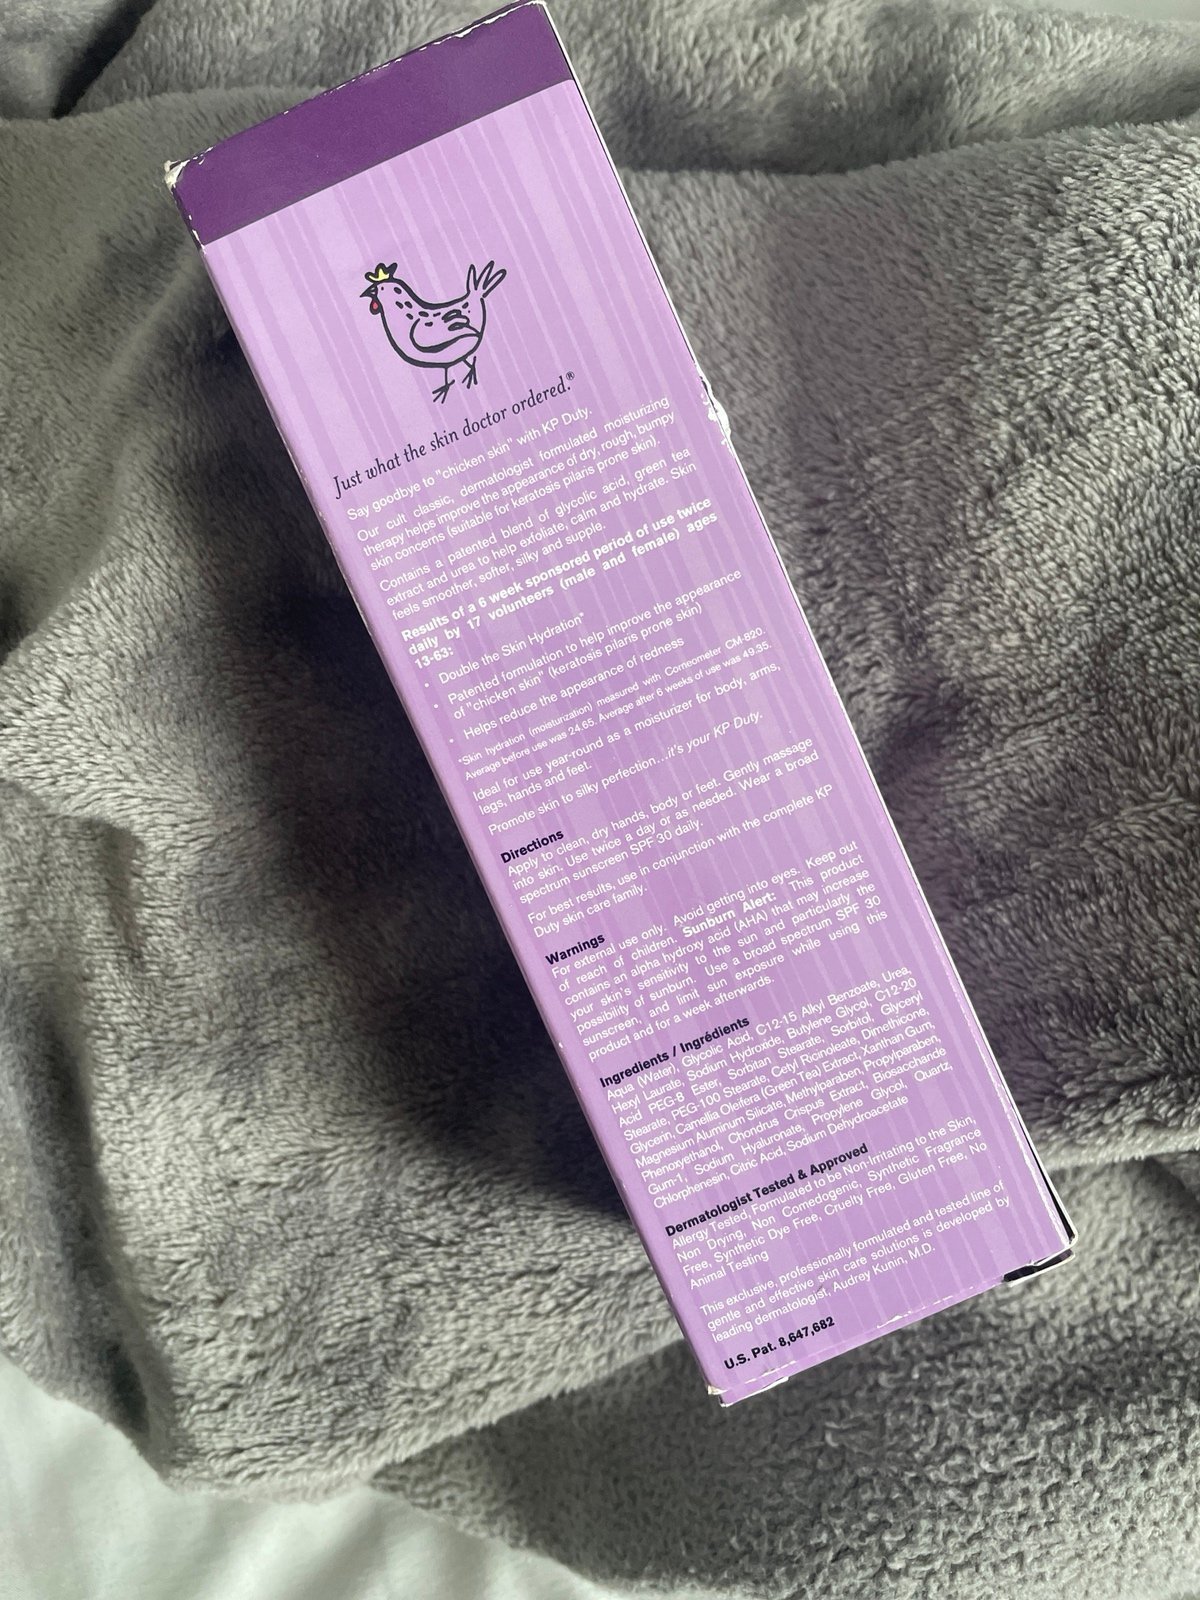 Just what the skin doctor ordered.®
Say goodbye to "chicken skin" with KP Duty.
Our cult classic, dermatologist formulated moisturizing
therapy helps improve the appearance of dry, rough, bumpy
skin concerns (suitable for keratosis pilaris prone skin).
Contains a patented blend of glycolic acid, green tea
extract and urea to help exfoliate, calm and hydrate. Skin
feels smoother, softer, silky and supple.
Results of a 6 week sponsored period of use twice
daily by 17 volunteers (male and female) ages
13-63:
• Double the Skin Hydration*
• Patented formulation to help improve the appearance
of "chicken skin" (keratosis pilaris prone skin)
• Helps reduce the appearance of redness
*Skin hydration (moisturization) measured with Corneometer CM-820.
Average before use was 24.65. Average after 6 weeks of use was 49.35.
Ideal for use year-round as a moisturizer for body, arms,
legs, hands and feet.
Promote skin to silky perfection...it's your KP Duty.
Directions
Apply to clean, dry hands, body or feet. Gently massage
into skin. Use twice a day or as needed. Wear a broad
spectrum sunscreen SPF 30 daily.
For best results, use in conjunction with the complete KP
Duty skin care family.
Warnings
For external use only. Avoid getting into eyes. Keep out
of reach of children. Sunburn Alert: This product
contains an alpha hydroxy acid (AHA) that may increase
your skin's sensitivity to the sun and particularly the
possibility of sunburn. Use a broad spectrum SPF 30
sunscreen, and limit sun exposure while using this
product and for a week afterwards.
Ingredients / Ingrédients
Aqua (Water), Glycolic Acid, C12-15 Alkyl Benzoate, Urea,
Hexyl Laurate, Sodium Hydroxide, Butylene Glycol, C12-20
Acid PEG-8 Ester, Sorbitan Stearate, Sorbitol, Glyceryl
Stearate, PEG-100 Stearate, Cetyl Ricinoleate, Dimethicone,
Glycerin, Camellia Oleifera (Green Tea) Extract, Xanthan Gum,
Magnesium Aluminum Silicate, Methylparaben, Propylparaben,
Phenoxyethanol, Chondrus Crispus Extract, Biosaccharide
Gum-1, Sodium Hyaluronate, Propylene Glycol, Quartz,
Chlorphenesin, Citric Acid, Sodium Dehydroacetate
Dermatologist Tested & Approved
Allergy Tested, Formulated to be Non-Irritating to the Skin,
Non Drying, Non Comedogenic, Synthetic Fragrance
Free, Synthetic Dye Free, Cruelty Free, Gluten Free, No
Animal Testing
This exclusive, professionally formulated and tested line of
gentle and effective skin care solutions is developed by
leading dermatologist, Audrey Kunin, M.D.
U.S. Pat. 8,647,682